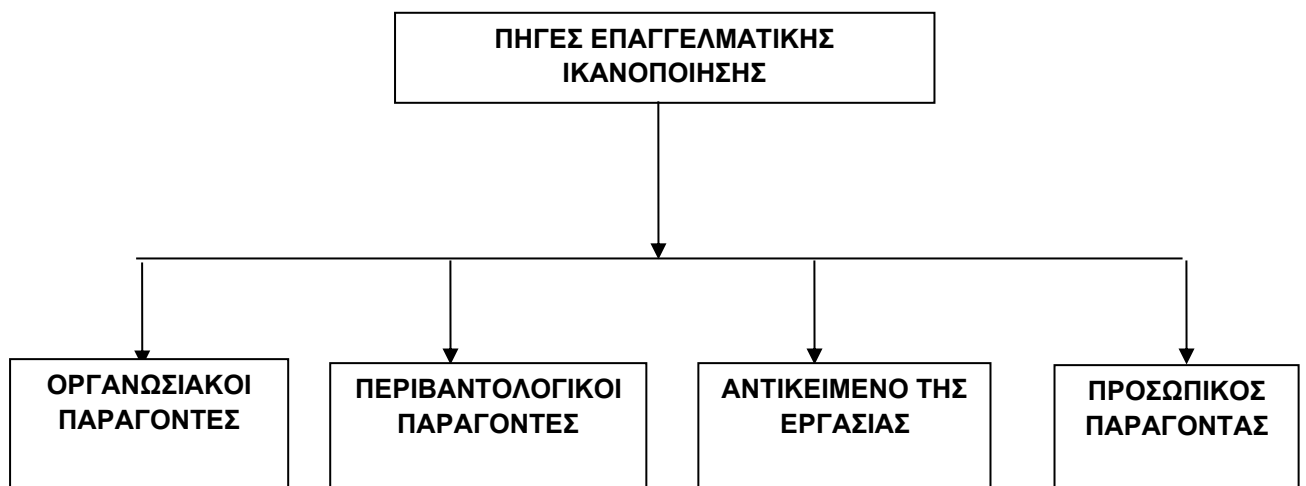 ΠΗΓΕΣ ΕΠΑΓΓΕΛΜΑΤΙΚΗΣ
ΙΚΑΝΟΠΟΙΗΣΗΣ
ΟΡΓΑΝΩΣΙΑΚΟΙ
ΠΑΡΑΓΟΝΤΕΣ
ΠΕΡΙΒΑΝΤΟΛΟΓΙΚΟΙ
ΠΑΡΑΓΟΝΤΕΣ
ΑΝΤΙΚΕΙΜΕΝΟ ΤΗΣ
ΕΡΓΑΣΙΑΣ
ΠΡΟΣΩΠΙΚΟΣ
ΠΑΡΑΓΟΝΤΑΣ